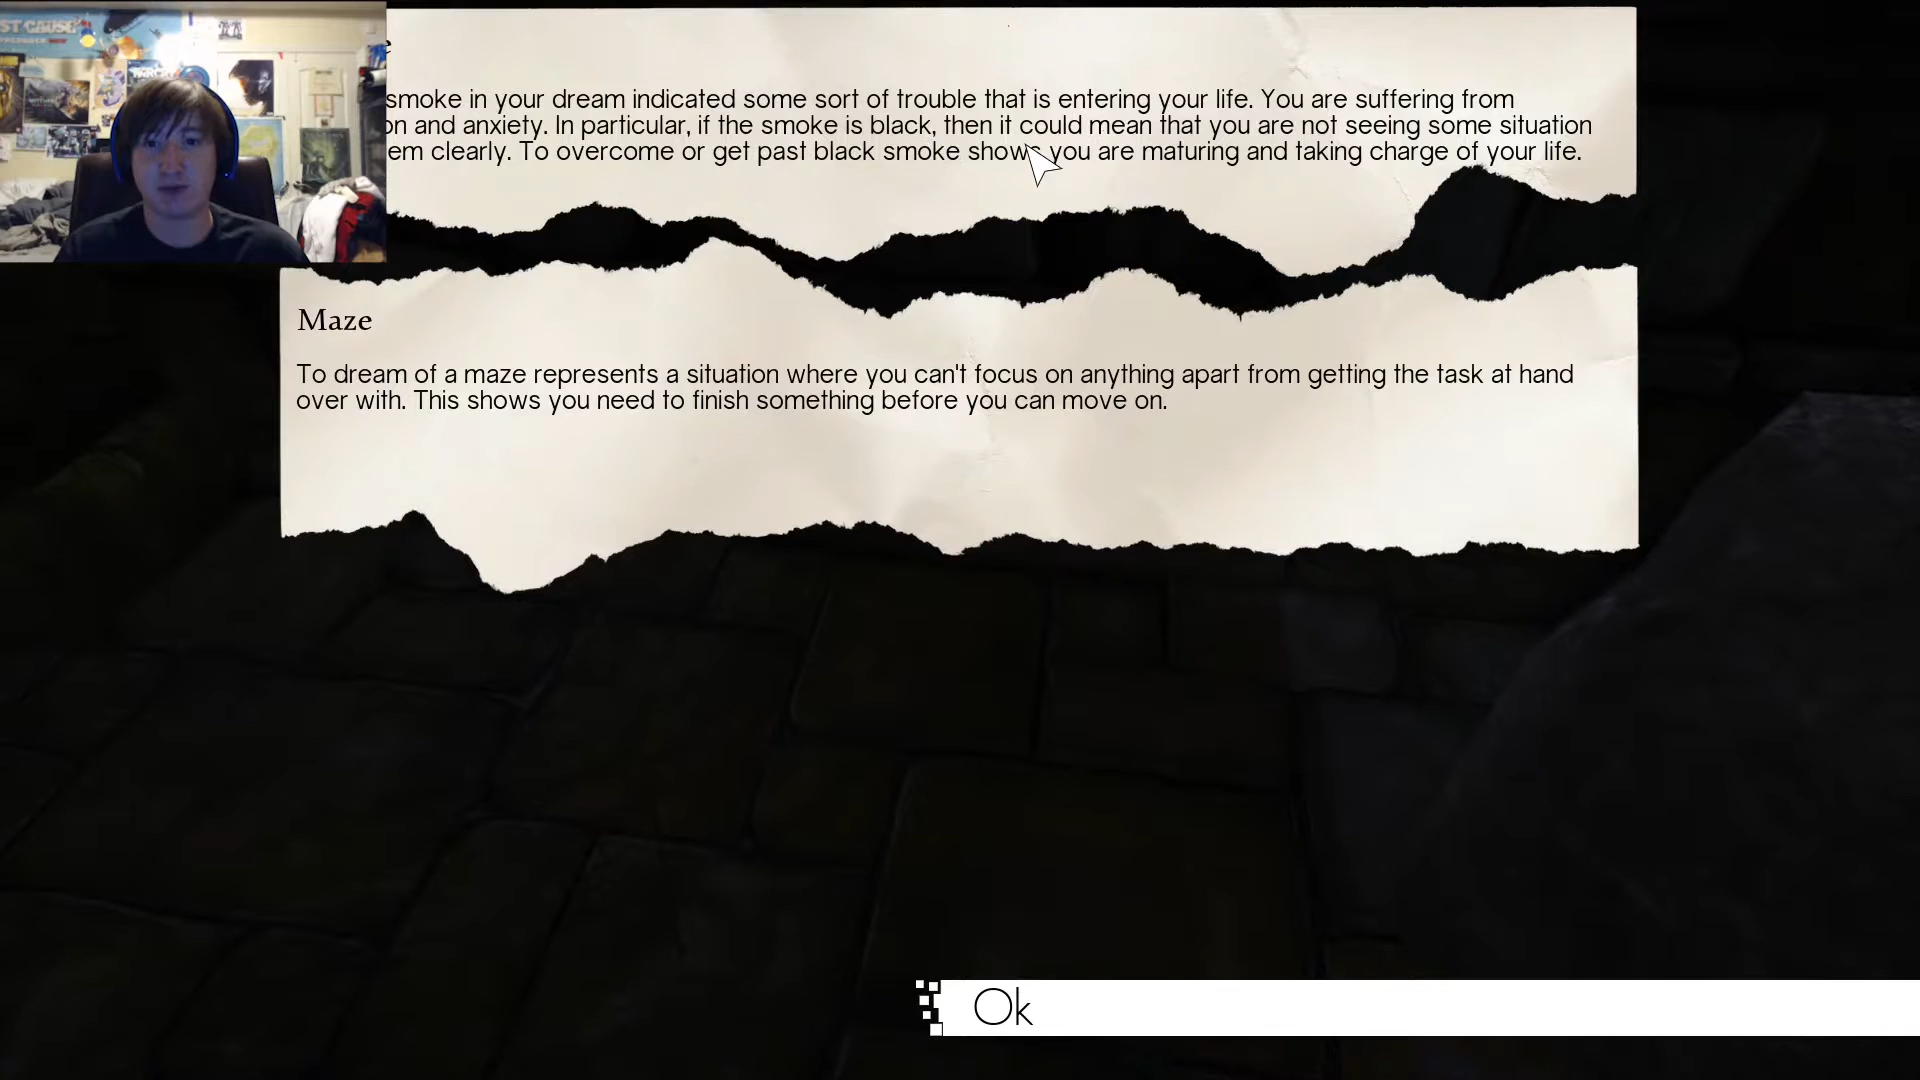 JUST CAUSE
FARCRY
smoke in your dream indicated some sort of trouble that is entering your life. You are suffering from
and anxiety. In particular, if the smoke is black, then it could mean that you are not seeing some situation
clearly. To overcome or get past black smoke shows you are maturing and taking charge of your life.
Maze
To dream of a maze represents a situation where you can't focus on anything apart from getting the task at hand
over with. This shows you need to finish something before you can move on.
Ok